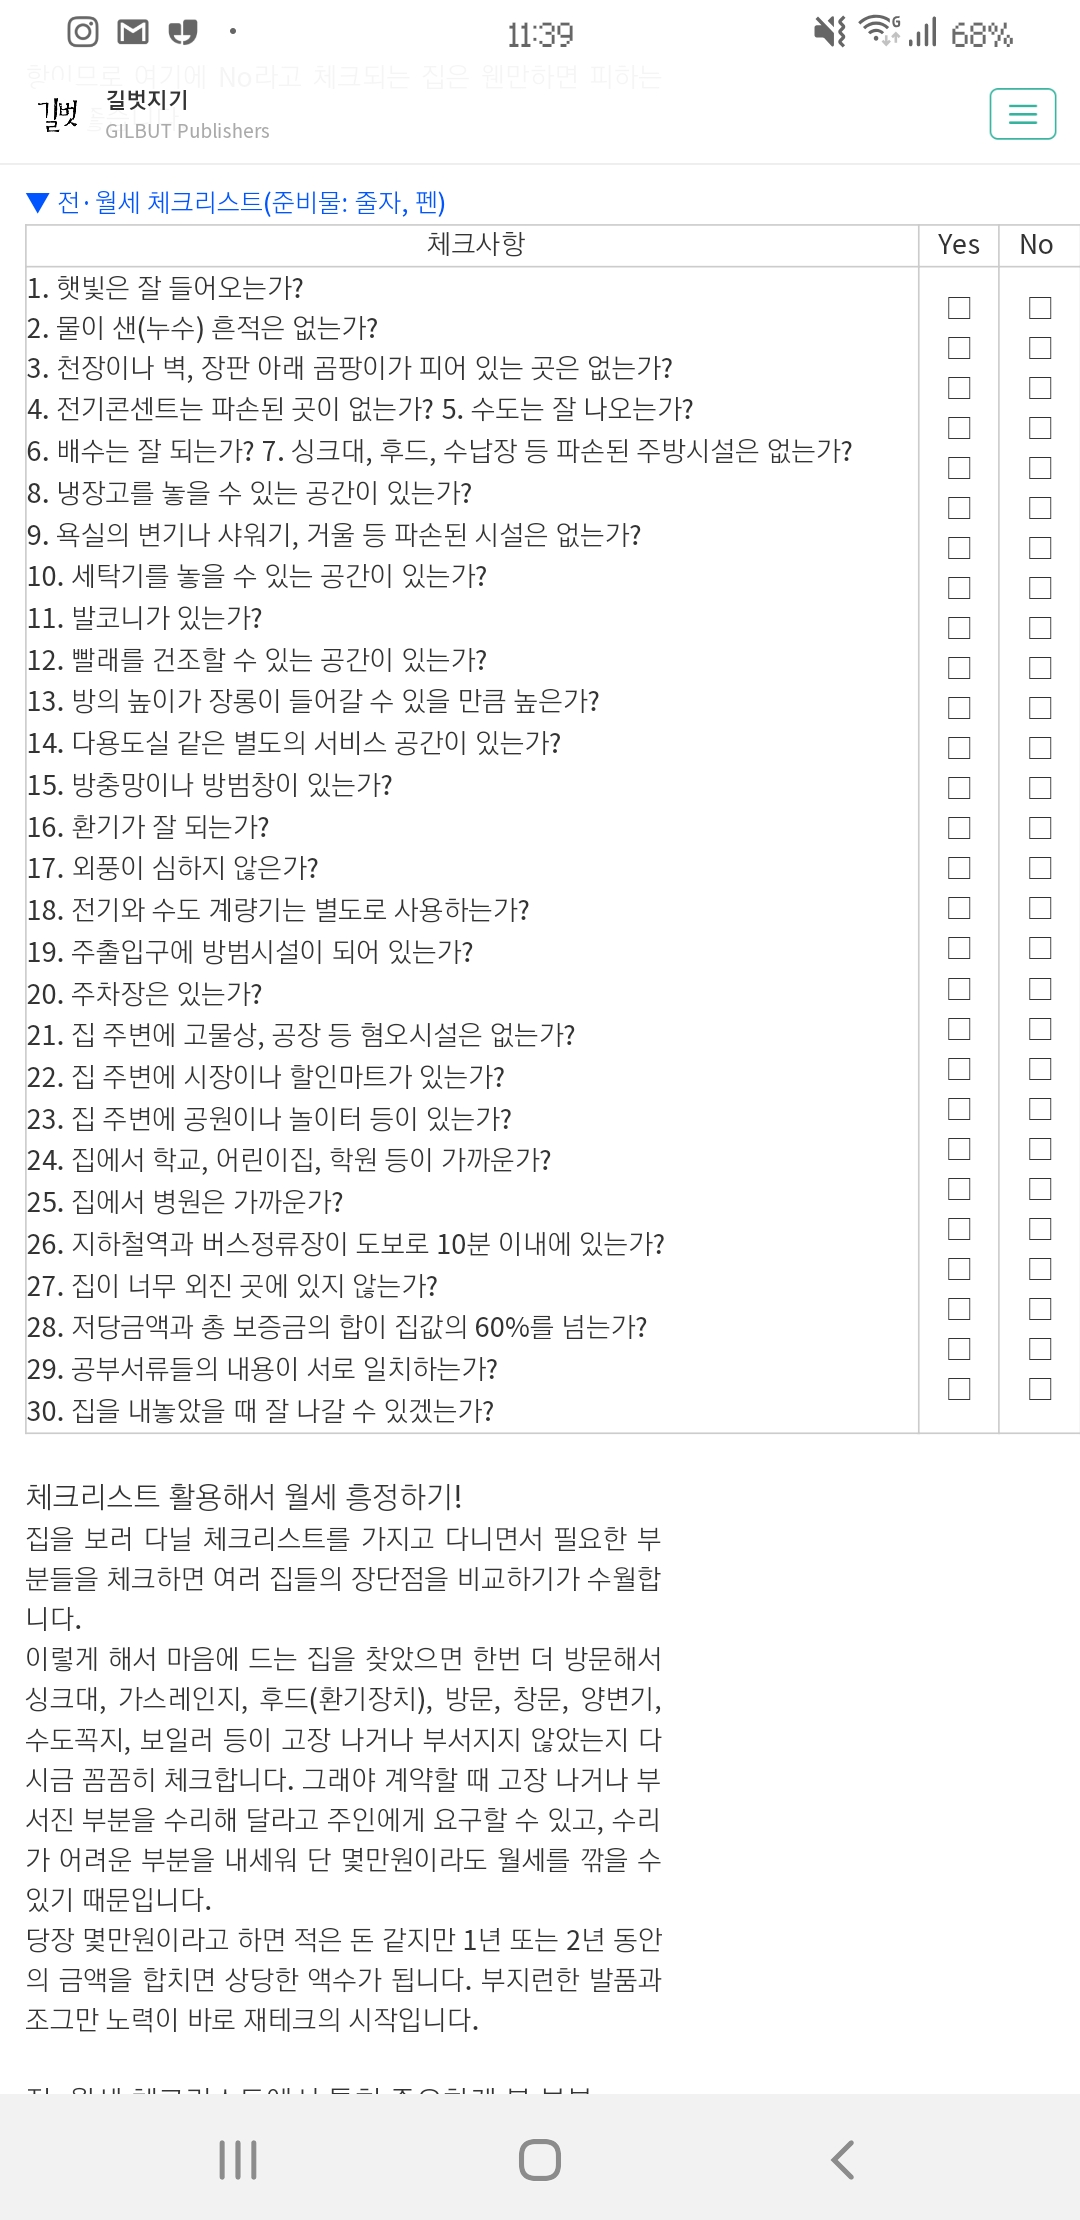 11:39
G
68%
항이므로 여기에 No라고 체크되는 집은 웬만하면 피하는
길벗
길벗지기
GILBUT Publishers
▼ 전·월세 체크리스트(준비물: 줄자, 펜)
체크사항 Yes No
1. 햇빛은 잘 들어오는가? □ □
2. 물이 샌(누수) 흔적은 없는가? □ □
3. 천장이나 벽, 장판 아래 곰팡이가 피어 있는 곳은 없는가? □ □
4. 전기콘센트는 파손된 곳이 없는가? 5. 수도는 잘 나오는가? □ □
6. 배수는 잘 되는가? 7. 싱크대, 후드, 수납장 등 파손된 주방시설은 없는가? □ □
8. 냉장고를 놓을 수 있는 공간이 있는가? □ □
9. 욕실의 변기나 샤워기, 거울 등 파손된 시설은 없는가? □ □
10. 세탁기를 놓을 수 있는 공간이 있는가? □ □
11. 발코니가 있는가? □ □
12. 빨래를 건조할 수 있는 공간이 있는가? □ □
13. 방의 높이가 장롱이 들어갈 수 있을 만큼 높은가? □ □
14. 다용도실 같은 별도의 서비스 공간이 있는가? □ □
15. 방충망이나 방범창이 있는가? □ □
16. 환기가 잘 되는가? □ □
17. 외풍이 심하지 않은가? □ □
18. 전기와 수도 계량기는 별도로 사용하는가? □ □
19. 주출입구에 방범시설이 되어 있는가? □ □
20. 주차장은 있는가? □ □
21. 집 주변에 고물상, 공장 등 혐오시설은 없는가? □ □
22. 집 주변에 시장이나 할인마트가 있는가? □ □
23. 집 주변에 공원이나 놀이터 등이 있는가? □ □
24. 집에서 학교, 어린이집, 학원 등이 가까운가? □ □
25. 집에서 병원은 가까운가? □ □
26. 지하철역과 버스정류장이 도보로 10분 이내에 있는가? □ □
27. 집이 너무 외진 곳에 있지 않는가? □ □
28. 저당금액과 총 보증금의 합이 집값의 60%를 넘는가? □ □
29. 공부서류들의 내용이 서로 일치하는가? □ □
30. 집을 내놓았을 때 잘 나갈 수 있겠는가? □ □
체크리스트 활용해서 월세 흥정하기!
집을 보러 다닐 체크리스트를 가지고 다니면서 필요한 부
분들을 체크하면 여러 집들의 장단점을 비교하기가 수월합
니다.
이렇게 해서 마음에 드는 집을 찾았으면 한번 더 방문해서
싱크대, 가스레인지, 후드(환기장치), 방문, 창문, 양변기,
수도꼭지, 보일러 등이 고장 나거나 부서지지 않았는지 다
시금 꼼꼼히 체크합니다. 그래야 계약할 때 고장 나거나 부
서진 부분을 수리해 달라고 주인에게 요구할 수 있고, 수리
가 어려운 부분을 내세워 단 몇만원이라도 월세를 깎을 수
있기 때문입니다.
당장 몇만원이라고 하면 적은 돈 같지만 1년 또는 2년 동안
의 금액을 합치면 상당한 액수가 됩니다. 부지런한 발품과
조그만 노력이 바로 재테크의 시작입니다.